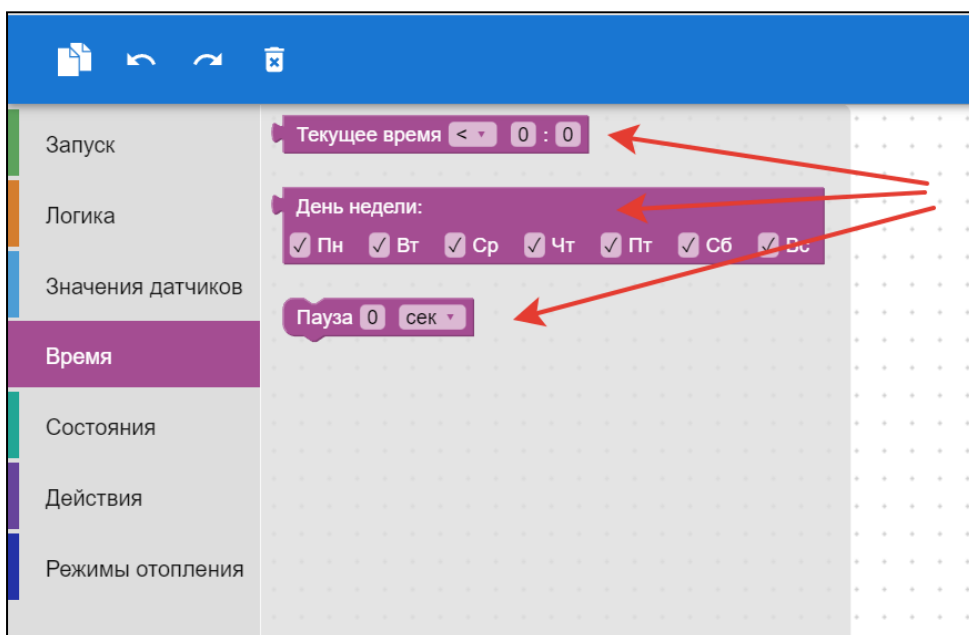 Запуск
Логика
Значения датчиков
Время
Состояния
Действия
Режимы отопления
Текущее время < 0 : 0
День недели:
Пн Вт Ср Чт Пт Сб Вс
Пауза 0 сек